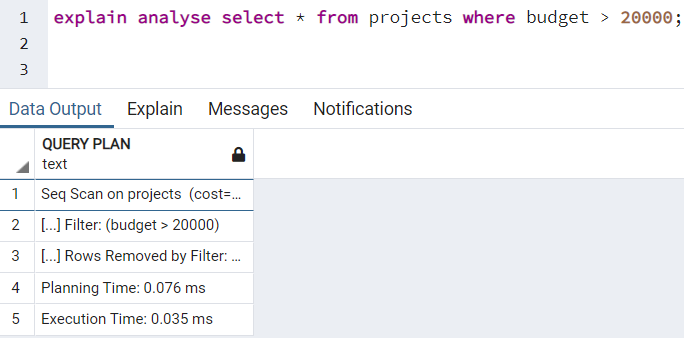 1 explain analyse select * from projects where budget > 20000;
2
3
Data Output Explain Messages Notifications
QUERY PLAN
text
1 Seq Scan on projects (cost=...
2 [...] Filter: (budget > 20000)
3 [...] Rows Removed by Filter: ...
4 Planning Time: 0.076 ms
5 Execution Time: 0.035 ms